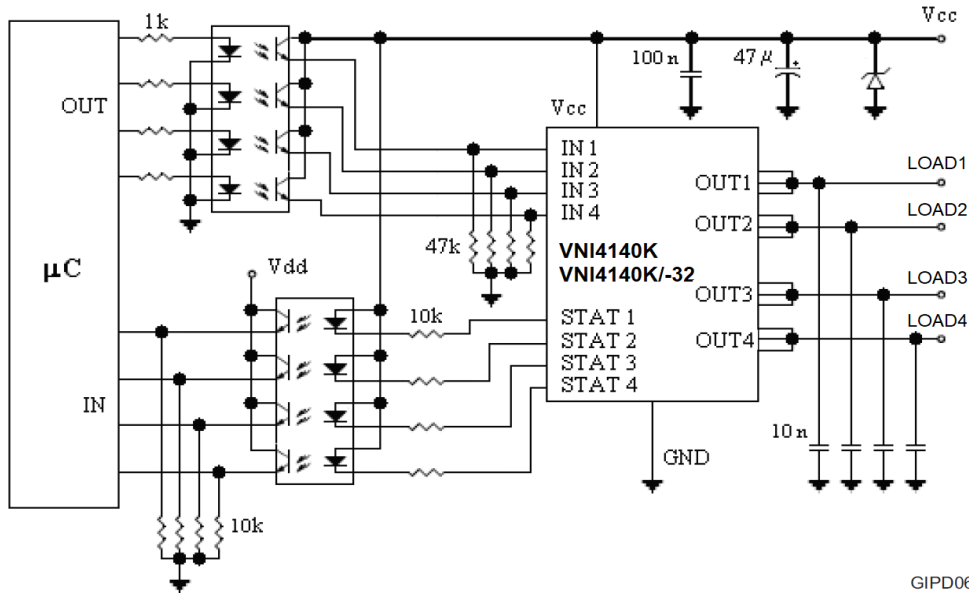 1k
Vcc
100 n
47 μ
+
Vcc
OUT
IN 1
IN 2
IN 3
IN 4
OUT1
OUT2
OUT3
OUT4
LOAD1
LOAD2
LOAD3
LOAD4
47k
VNI4140K
VNI4140K/-32
μC
Vdd
10k
STAT 1
STAT 2
STAT 3
STAT 4
IN
10 n
GND
10k
GIPD06